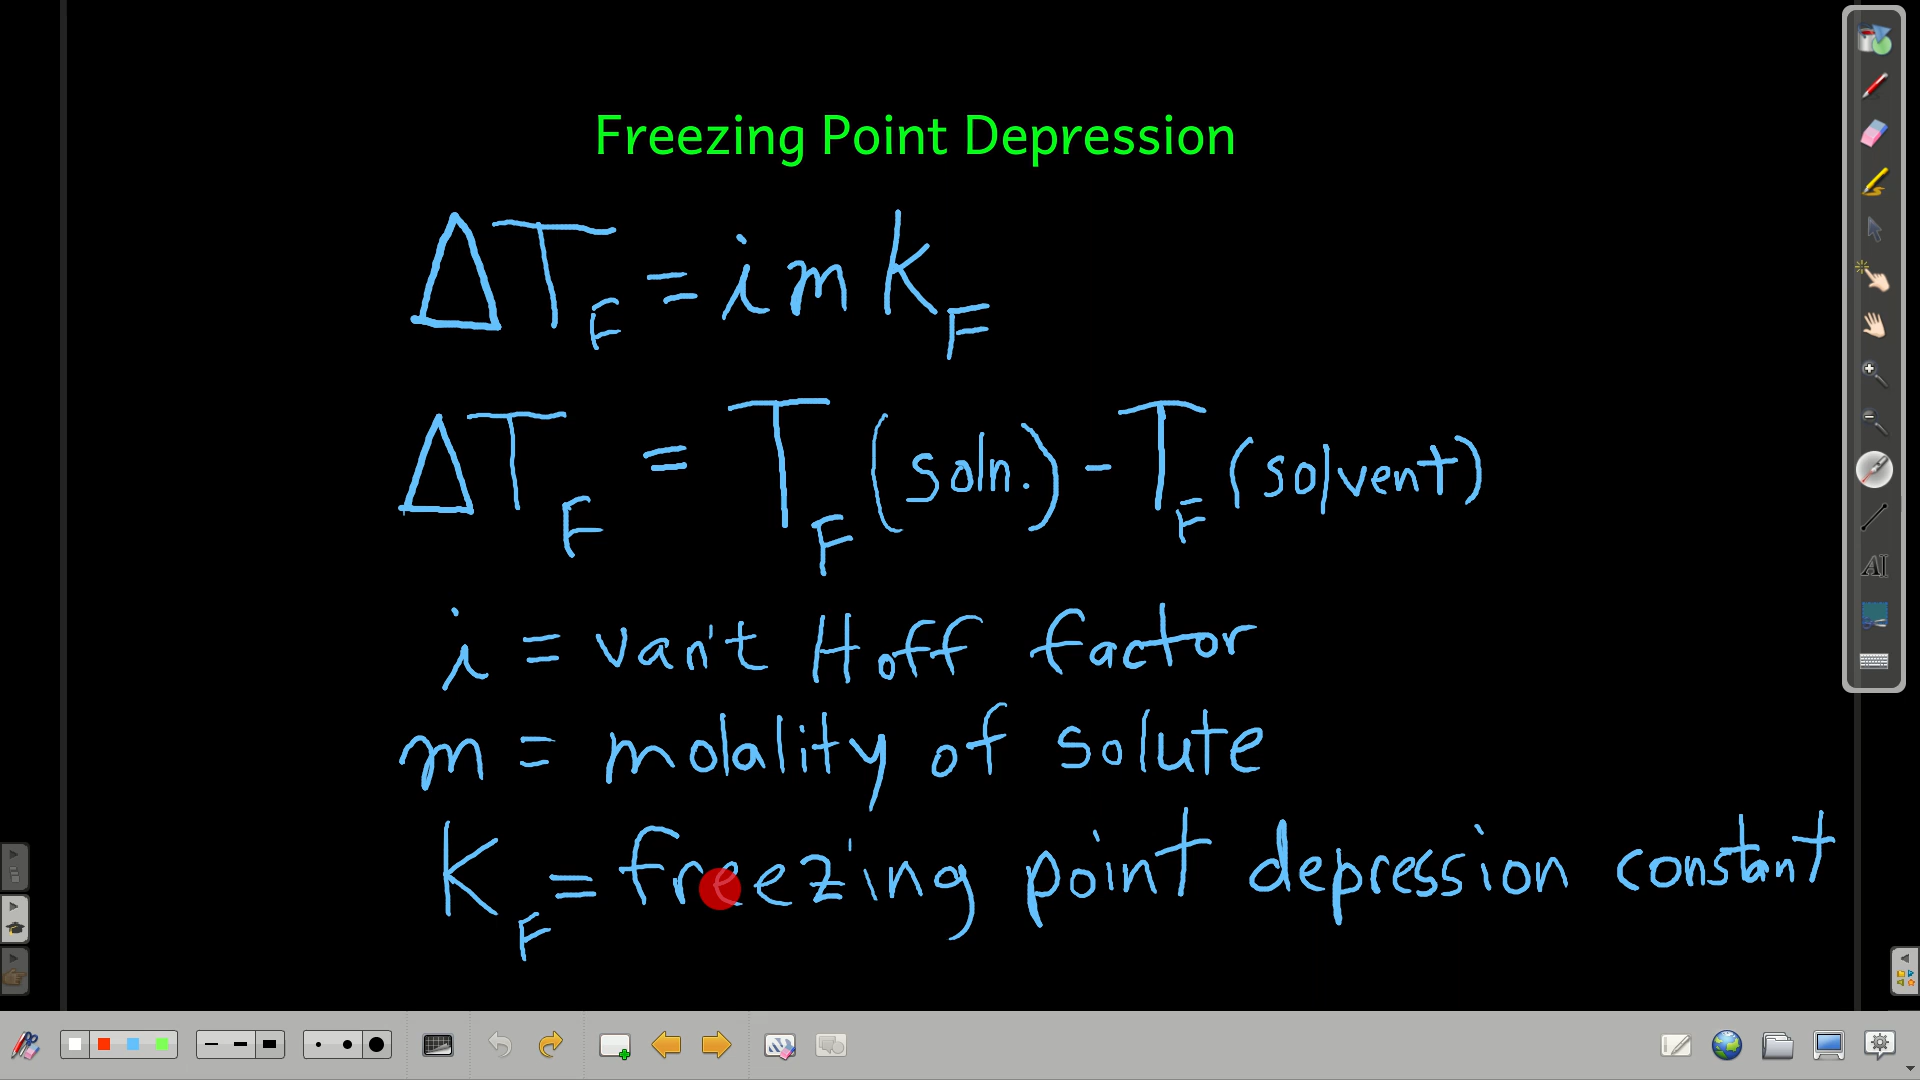 Freezing Point Depression
ΔT_F = i m K_F
ΔT_F = T_F (soln.) - T_F (solvent)
i = van't Hoff factor
m = molality of solute
K_F = freezing point depression constant